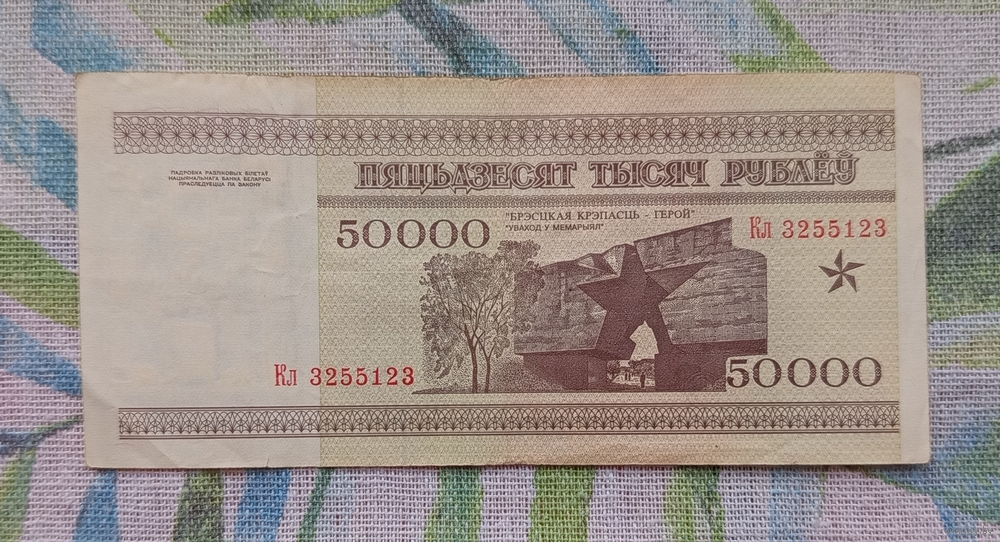 ПАДРОБКА РАЗЛІКОВЫХ БІЛЕТАЎ
НАЦЫЯНАЛЬНАГА БАНКА БЕЛАРУСІ
ПРАСЛЕДУЕЦЦА ПА ЗАКОНУ
ПЯЦЬДЗЕСЯТ ТЫСЯЧ РУБЛЁЎ
50000
"БРЭСЦКАЯ КРЭПАСЦЬ - ГЕРОЙ"
"УВАХОД У МЕМАРЫЯЛ"
Кл 3255123
Кл 3255123
50000